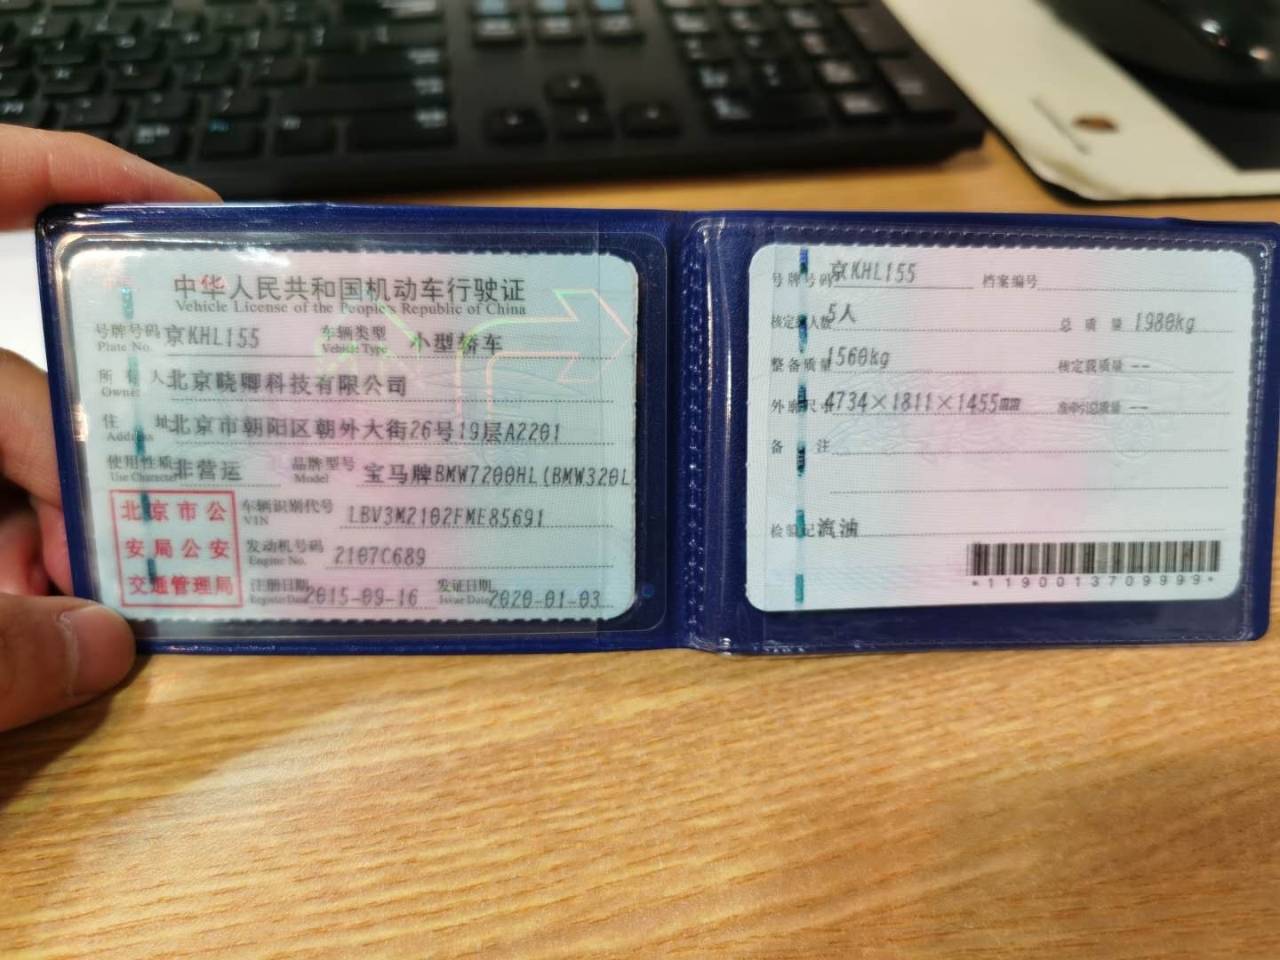 中华人民共和国机动车行驶证
Vehicle License of the People's Republic of China
号牌号码 京KHL155 车辆类型 小型轿车
Plate No. Vehicle Type
所有人 北京晓卿科技有限公司
Owner
住址 北京市朝阳区朝外大街26号19层A2201
Address
使用性质 非营运 品牌型号 宝马牌BMW7200HL(BMW320L
Use Character Model
北京市公
安局公安
交通管理局
车辆识别代号 LBV3M2102FME85691
VIN
发动机号码 2107C689
Engine No.
注册日期 2015-09-16 发证日期 2020-01-03
Register Date Issue Date
号牌号码 京KHL155 档案编号
核定载人数 5人 总质量 1980kg
整备质量 1560kg 核定载质量 --
外廓尺寸 4734×1811×1455mm 准牵引总质量 --
备注
检验记录 汽油
*1190013709999*